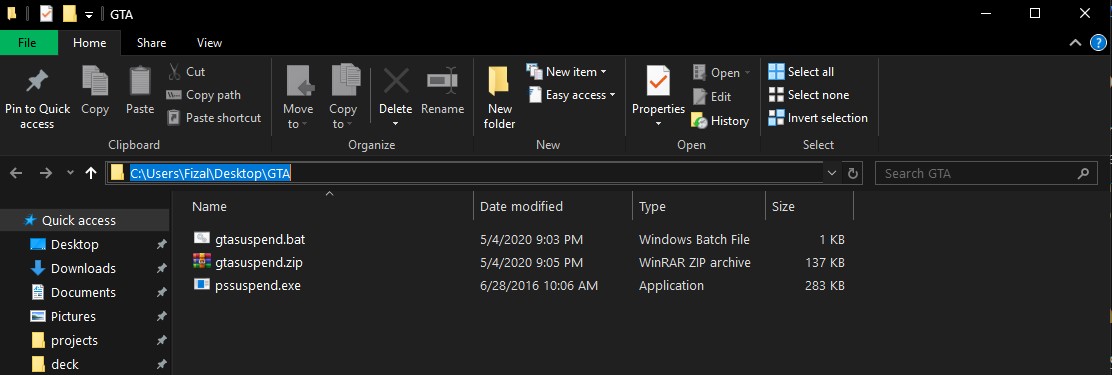 GTA
File Home Share View
Pin to Quick access
Copy
Paste
Cut
Copy path
Paste shortcut
Clipboard
Move to
Copy to
Delete
Rename
Organize
New folder
New item
Easy access
New
Properties
Open
Edit
History
Open
Select all
Select none
Invert selection
Select
C:\Users\Fizal\Desktop\GTA
Search GTA
Name Date modified Type Size
gtasuspend.bat 5/4/2020 9:03 PM Windows Batch File 1 KB
gtasuspend.zip 5/4/2020 9:05 PM WinRAR ZIP archive 137 KB
pssuspend.exe 6/28/2016 10:06 AM Application 283 KB
Quick access
Desktop
Downloads
Documents
Pictures
projects
deck